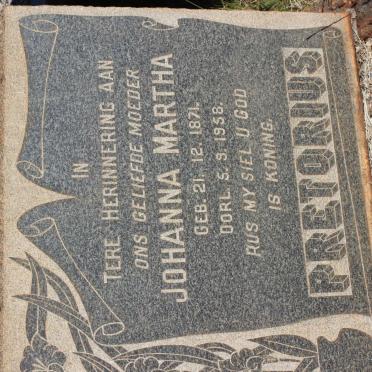 IN
TERE HERINNERING AAN
ONS GELIEFDE MOEDER
JOHANNA MARTHA
GEB. 21. 12. 1871.
OORL. 5. 9. 1958.
RUS MY SIEL U GOD
IS KONING.
PRETORIUS